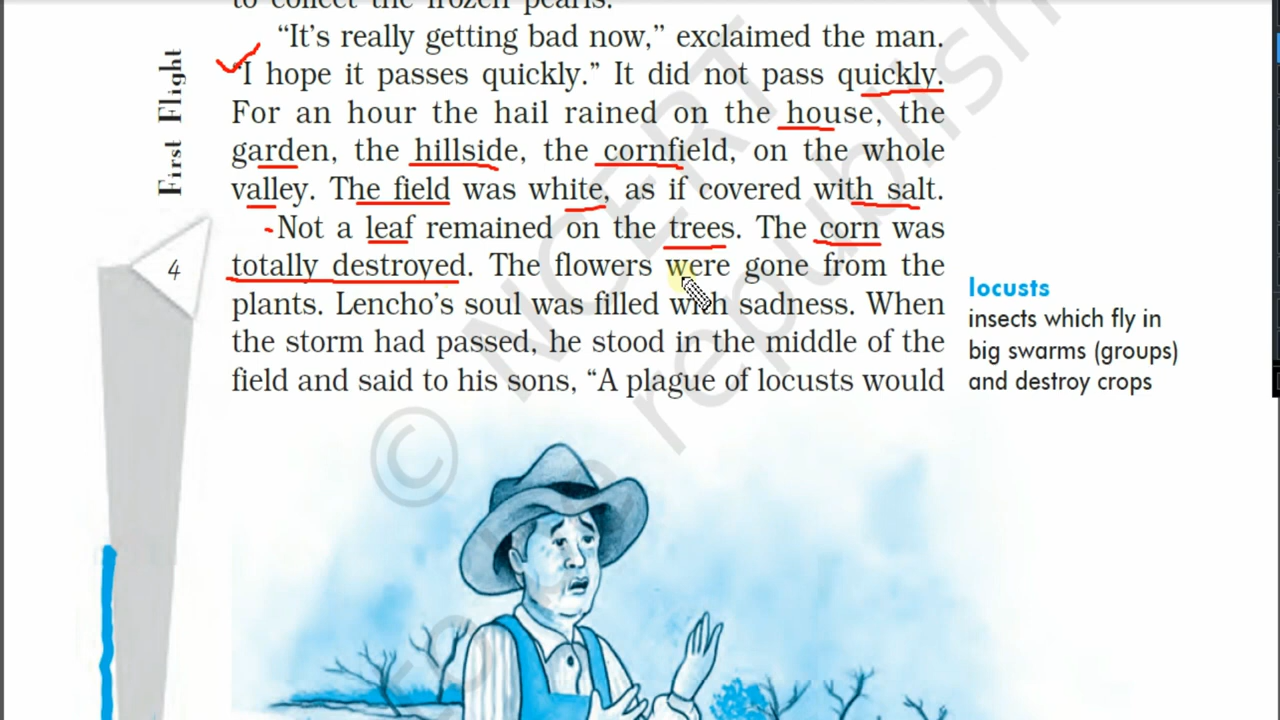 to collect the frozen pearls.
“It’s really getting bad now,” exclaimed the man.
“I hope it passes quickly.” It did not pass quickly.
For an hour the hail rained on the house, the
garden, the hillside, the cornfield, on the whole
valley. The field was white, as if covered with salt.
Not a leaf remained on the trees. The corn was
totally destroyed. The flowers were gone from the
plants. Lencho’s soul was filled with sadness. When
the storm had passed, he stood in the middle of the
field and said to his sons, “A plague of locusts would
First Flight
4
locusts
insects which fly in
big swarms (groups)
and destroy crops
© NCERT
republish